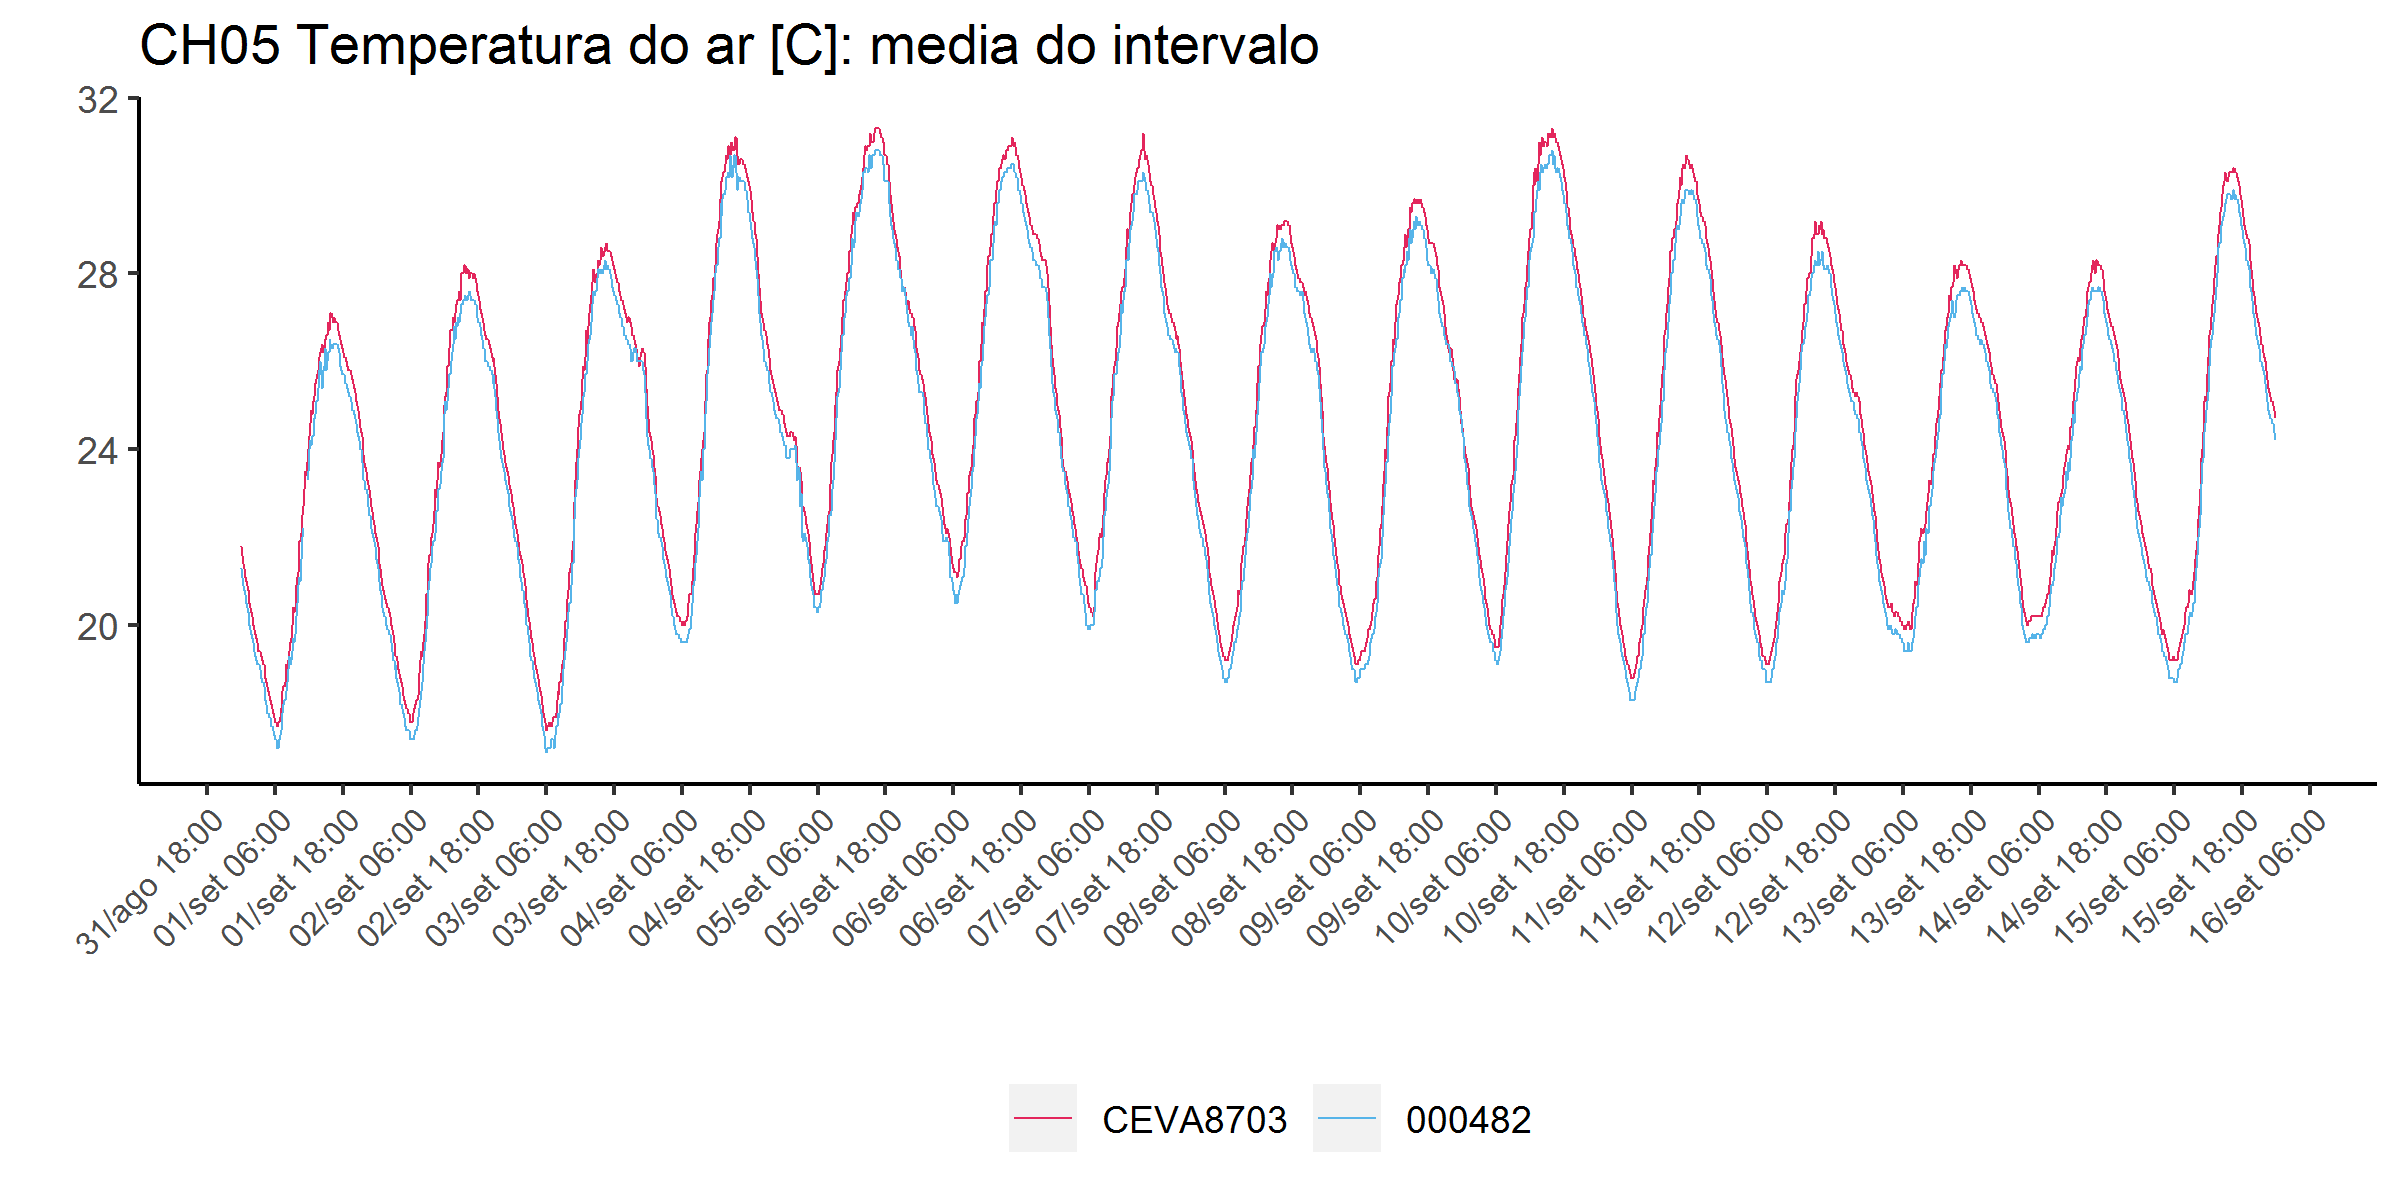 CH05 Temperatura do ar [C]: media do intervalo
32
28
24
20
31/ago 18:00
01/set 06:00
01/set 18:00
02/set 06:00
02/set 18:00
03/set 06:00
03/set 18:00
04/set 06:00
04/set 18:00
05/set 06:00
05/set 18:00
06/set 06:00
06/set 18:00
07/set 06:00
07/set 18:00
08/set 06:00
08/set 18:00
09/set 06:00
09/set 18:00
10/set 06:00
10/set 18:00
11/set 06:00
11/set 18:00
12/set 06:00
12/set 18:00
13/set 06:00
13/set 18:00
14/set 06:00
14/set 18:00
15/set 06:00
15/set 18:00
16/set 06:00
CEVA8703 000482